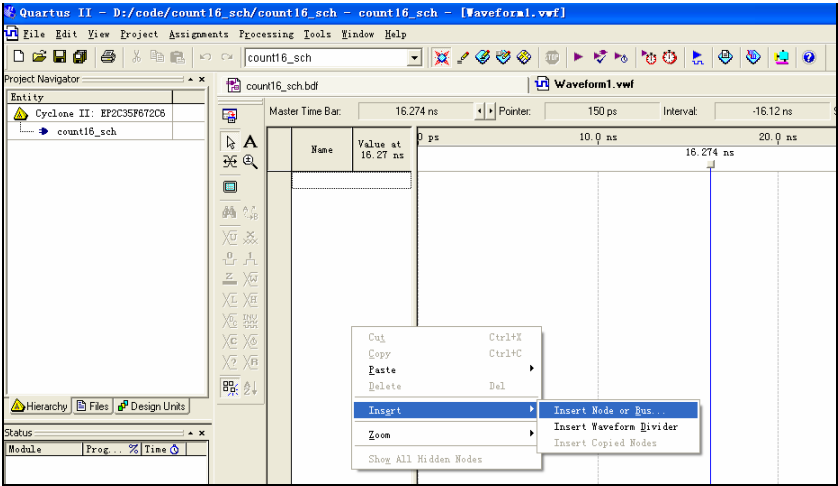 Quartus II - D:/code/count16_sch/count16_sch - count16_sch - [Waveform1.vwf]
File Edit View Project Assignments Processing Tools Window Help
count16_sch
Project Navigator
Entity
Cyclone II: EP2C35F672C6
count16_sch
Hierarchy Files Design Units
Status
Module Prog... % Time
count16_sch.bdf Waveform1.vwf
Master Time Bar: 16.274 ns Pointer: 150 ps Interval: -16.12 ns
Name Value at 16.27 ns
0 ps 10.0 ns 20.0 ns
16.274 ns
Cut Ctrl+X
Copy Ctrl+C
Paste
Delete Del
Insert
Zoom
Show All Hidden Nodes
Insert Node or Bus...
Insert Waveform Divider
Insert Copied Nodes